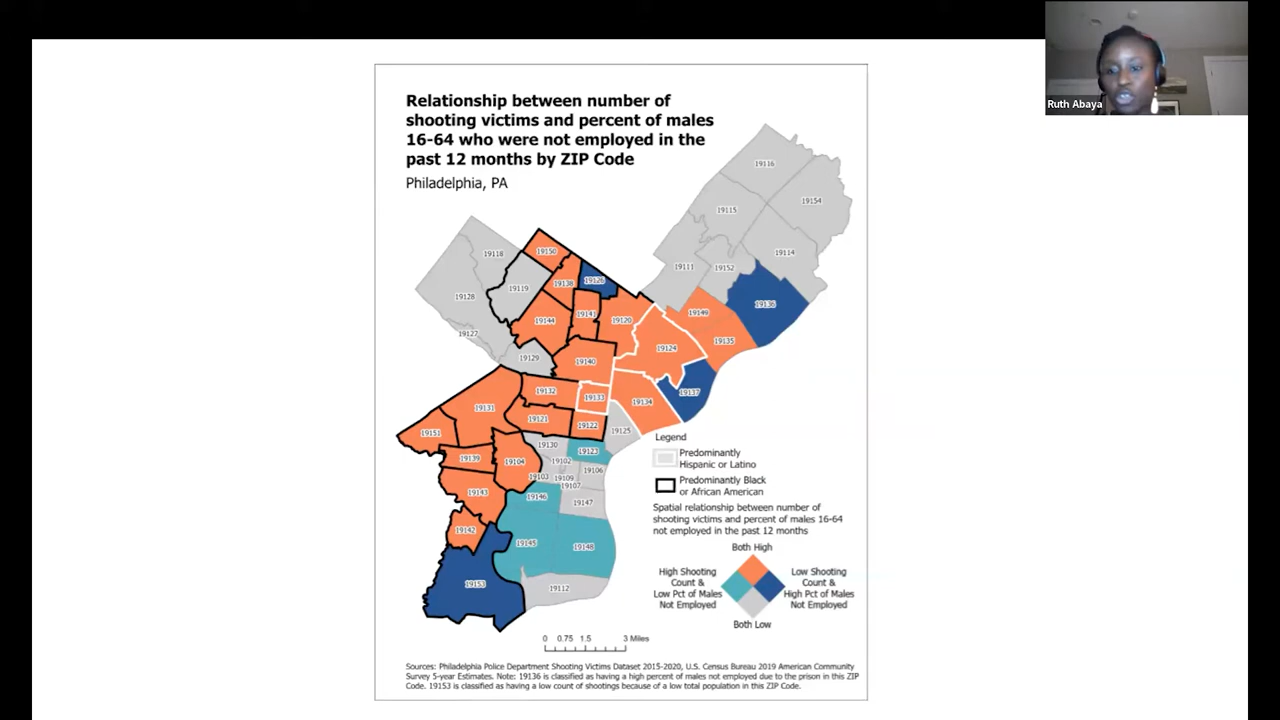 Ruth Abaya
Relationship between number of
shooting victims and percent of males
16-64 who were not employed in the
past 12 months by ZIP Code
Philadelphia, PA
19116
19154
19115
19114
19111
19152
19118
19150
19138
19126
19119
19128
19136
19149
19141
19144
19120
19127
19135
19124
19129
19140
19137
19132
19133
19134
19131
19121
19122
19125
19151
19130
19123
19139
19104
19102
19106
19103
19109
19107
19143
19146
19147
19142
19145
19148
19153
19112
Legend
Predominantly
Hispanic or Latino
Predominantly Black
or African American
Spatial relationship between number of
shooting victims and percent of males 16-64
not employed in the past 12 months
Both High
High Shooting
Count &
Low Pct of Males
Not Employed
Low Shooting
Count &
High Pct of Males
Not Employed
Both Low
0 0.75 1.5 3 Miles
Sources: Philadelphia Police Department Shooting Victims Dataset 2015-2020, U.S. Census Bureau 2019 American Community
Survey 5-year Estimates. Note: 19136 is classified as having a high percent of males not employed due to the prison in this ZIP
Code. 19153 is classified as having a low count of shootings because of a low total population in this ZIP Code.